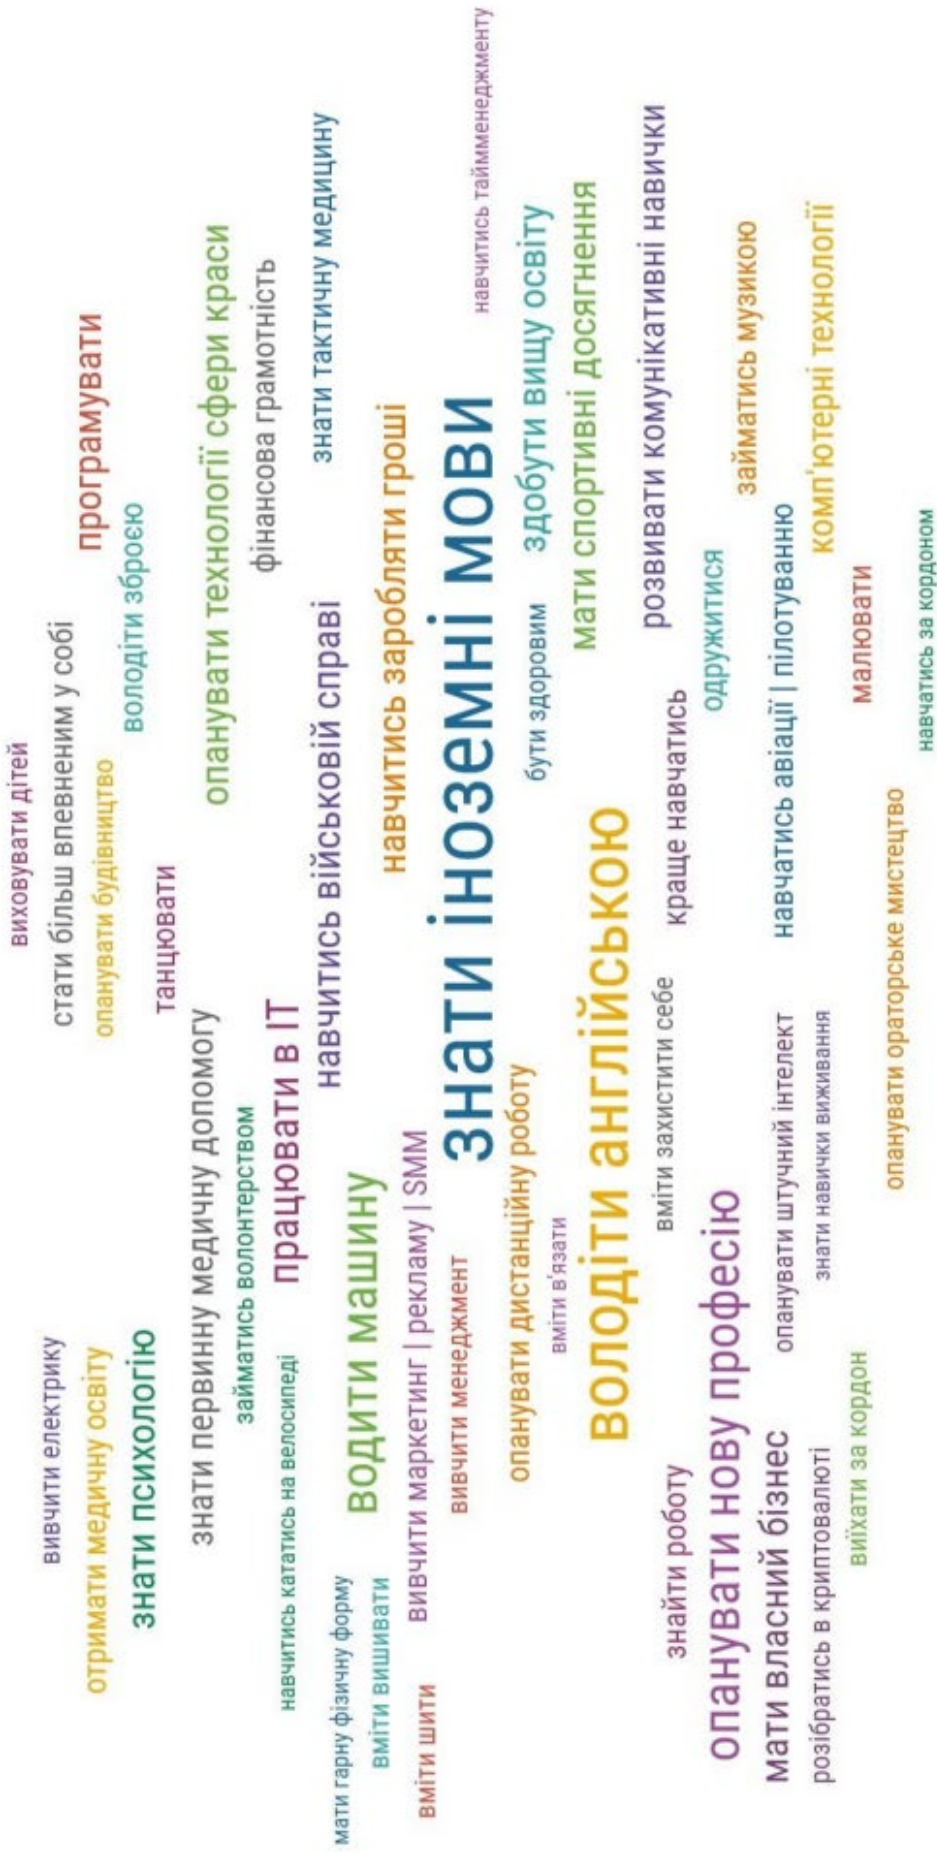 виховувати дітей
вивчити електрику
стати більш впевненим у собі
програмувати
отримати медичну освіту
опанувати будівництво
володіти зброєю
знати психологію
танцювати
знати первинну медичну допомогу
опанувати технології сфери краси
займатись волонтерством
фінансова грамотність
навчитись кататись на велосипеді
працювати в ІТ
навчитись військовій справі
знати тактичну медицину
мати гарну фізичну форму
водити машину
вміти вишивати
навчитись заробляти гроші
вивчити маркетинг | рекламу | SMM
вміти шити
вивчити менеджмент
знати іноземні мови
навчитись таймменеджменту
опанувати дистанційну роботу
бути здоровим
здобути вищу освіту
вміти в'язати
мати спортивні досягнення
володіти англійською
вміти захистити себе
розвивати комунікативні навички
знайти роботу
краще навчатись
опанувати нову професію
одружитися
займатись музикою
мати власний бізнес
опанувати штучний інтелект
навчатись авіації | пілотуванню
розібратись в криптовалюті
знати навички виживання
комп'ютерні технології
виїхати за кордон
малювати
опанувати ораторське мистецтво
навчатись за кордоном